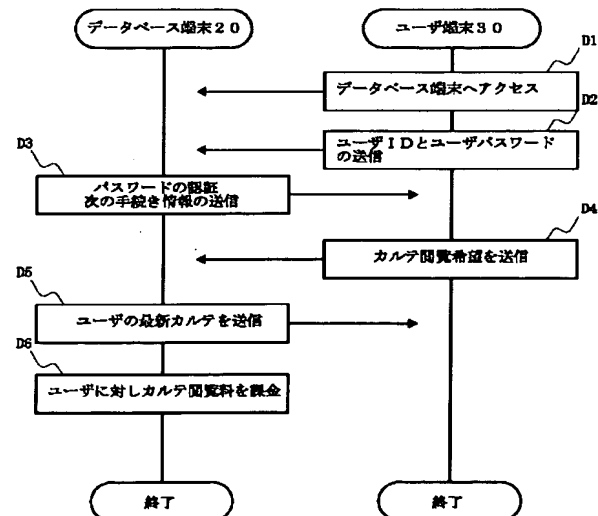 データベース端末20
ユーザ端末30
D1
データベース端末へアクセス
D2
ユーザIDとユーザパスワード
の送信
D3
パスワードの認証
次の手続き情報の送信
D4
カルテ閲覧希望を送信
D5
ユーザの最新カルテを送信
D6
ユーザに対しカルテ閲覧料を課金
終了
終了